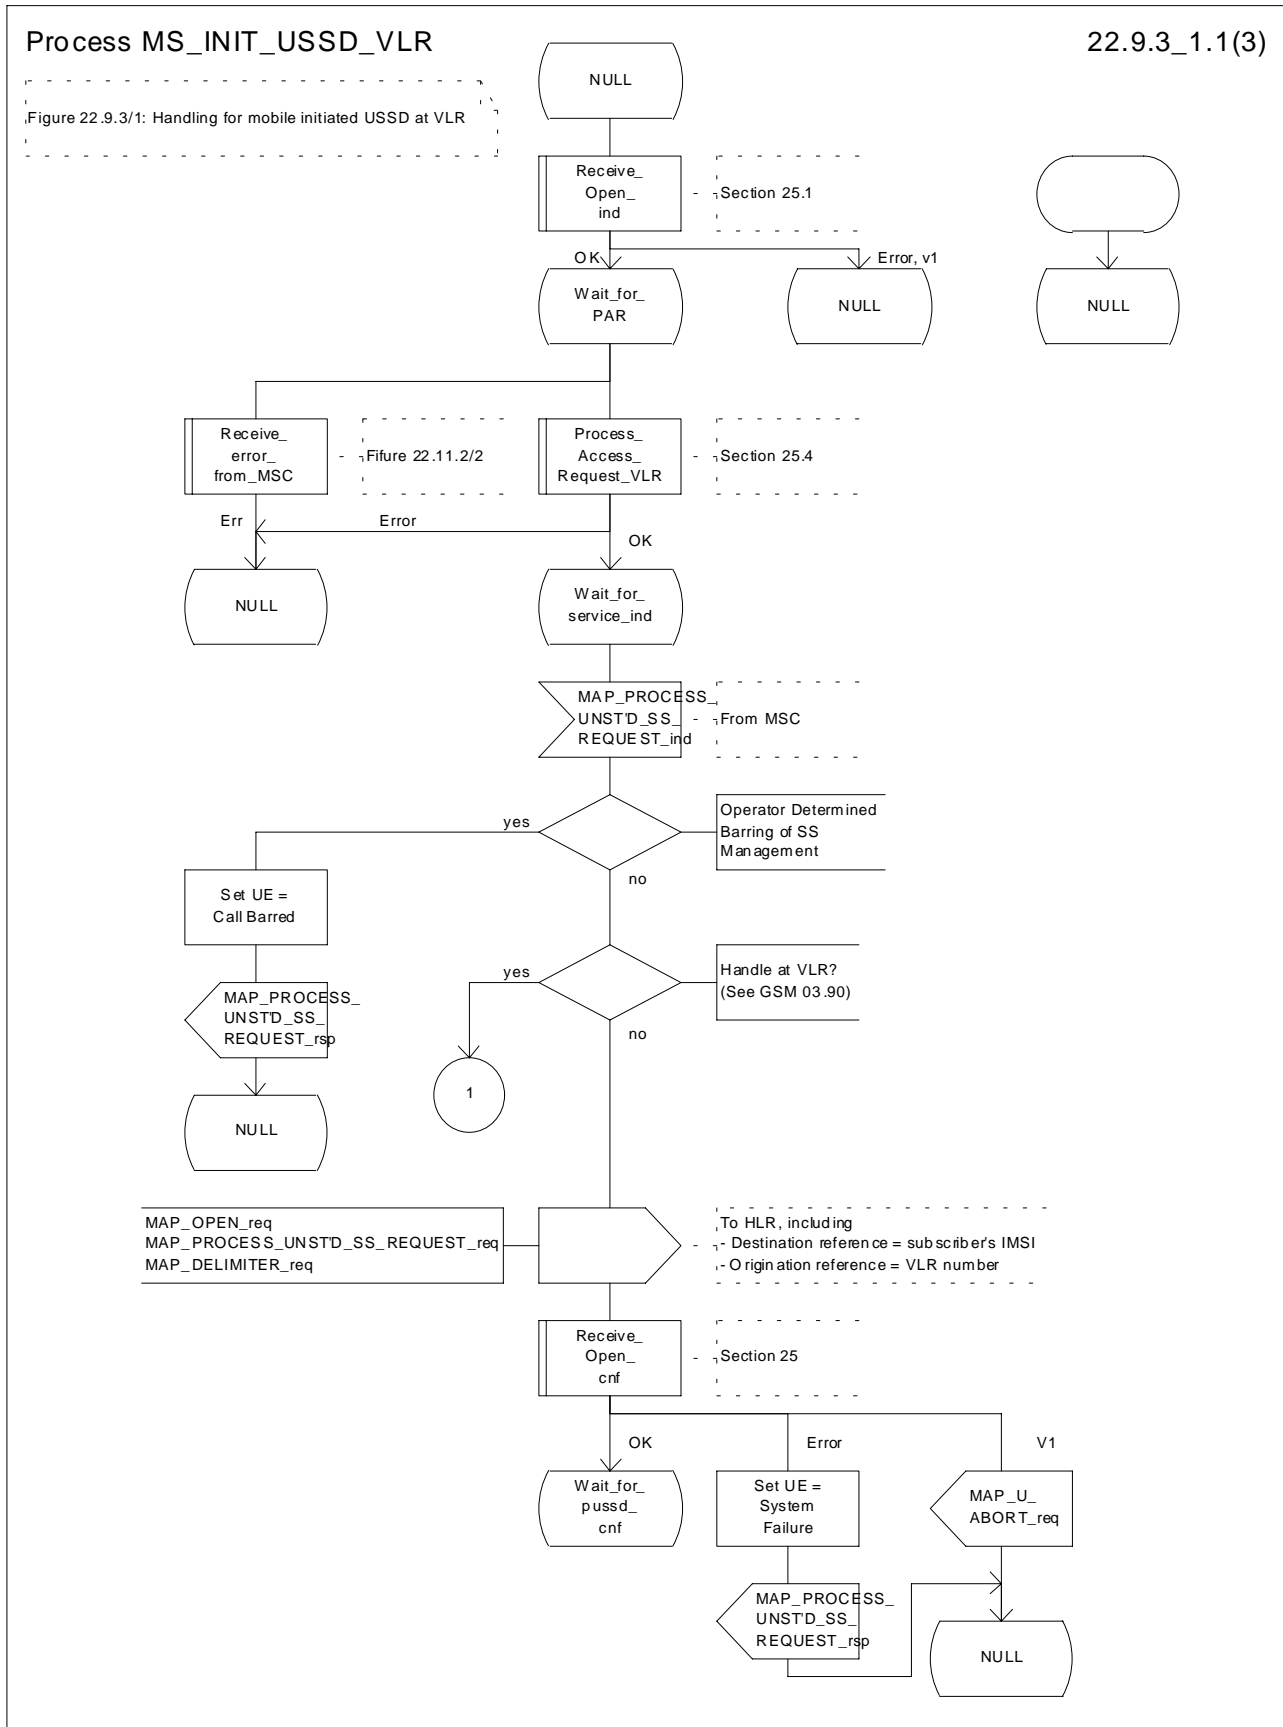 Process MS_INIT_USSD_VLR
22.9.3_1.1(3)
Figure 22.9.3/1: Handling for mobile initiated USSD at VLR
NULL
Receive_
Open_
ind
Section 25.1
OK
Error, v1
Wait_for_
PAR
NULL
NULL
Receive_
error_
from_MSC
Fifure 22.11.2/2
Process_
Access_
Request_VLR
Section 25.4
Err
Error
OK
NULL
Wait_for_
service_ind
MAP_PROCESS_
UNST'D_SS_
REQUEST_ind
From MSC
yes
Operator Determined
Barring of SS
Management
no
Set UE =
Call Barred
yes
Handle at VLR?
(See GSM 03.90)
no
MAP_PROCESS_
UNST'D_SS_
REQUEST_rsp
1
NULL
MAP_OPEN_req
MAP_PROCESS_UNST'D_SS_REQUEST_req
MAP_DELIMITER_req
To HLR, including
- Destination reference = subscriber's IMSI
- Origination reference = VLR number
Receive_
Open_
cnf
Section 25
OK
Error
V1
Wait_for_
pussd_
cnf
Set UE =
System
Failure
MAP_U_
ABORT_req
MAP_PROCESS_
UNST'D_SS_
REQUEST_rsp
NULL